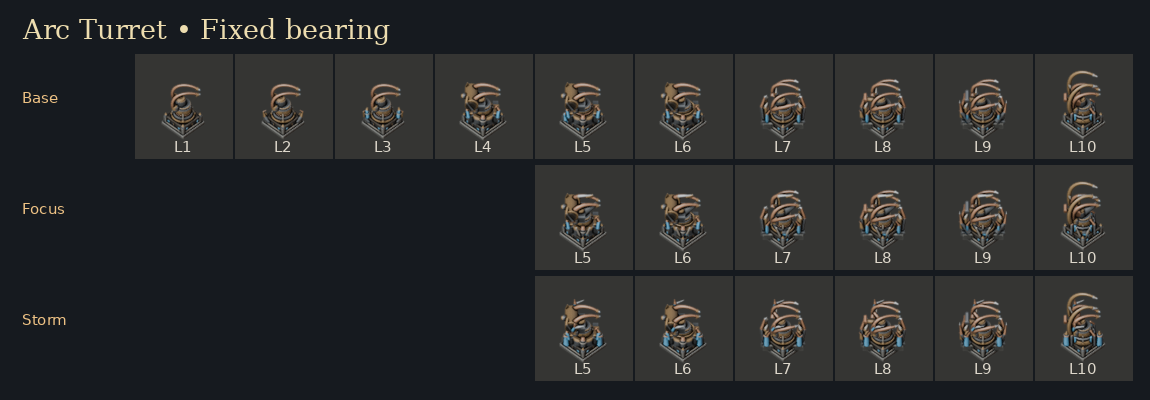 Arc Turret • Fixed bearing
Base
L1 L2 L3 L4 L5 L6 L7 L8 L9 L10
Focus
L5 L6 L7 L8 L9 L10
Storm
L5 L6 L7 L8 L9 L10